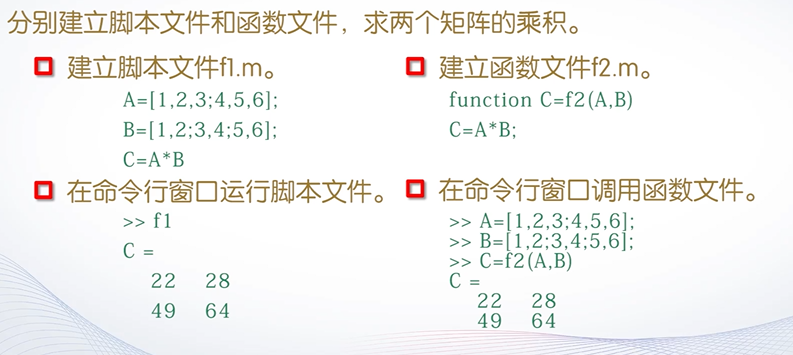 分别建立脚本文件和函数文件，求两个矩阵的乘积。
建立脚本文件f1.m。
A=[1,2,3;4,5,6];
B=[1,2;3,4;5,6];
C=A*B
在命令行窗口运行脚本文件。
>> f1
C =
22 28
49 64
建立函数文件f2.m。
function C=f2(A,B)
C=A*B;
在命令行窗口调用函数文件。
>> A=[1,2,3;4,5,6];
>> B=[1,2;3,4;5,6];
>> C=f2(A,B)
C =
22 28
49 64